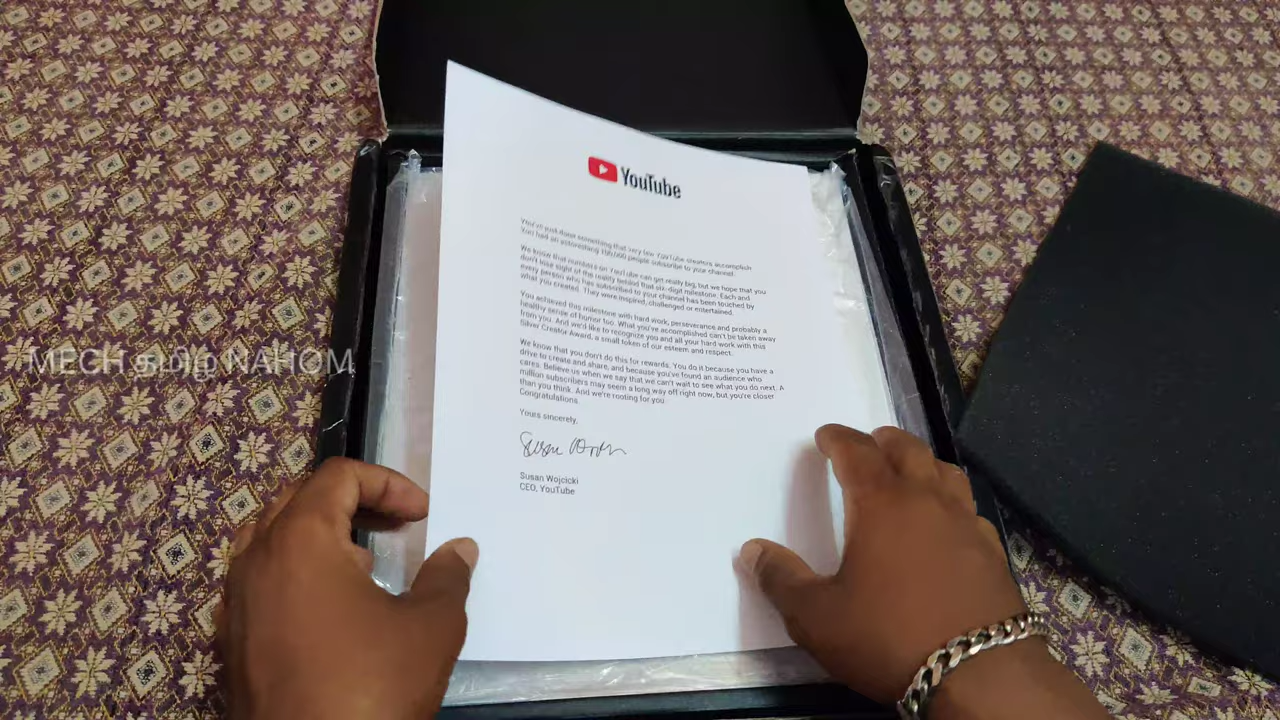 YouTube
You've just done something that very few YouTube creators accomplish.
You had an astonishing 100,000 people subscribe to your channel.
We know that numbers on YouTube can get really big, but we hope that you
don't lose sight of the reality behind that six-digit milestone. Each and
every person who has subscribed to your channel has been touched by
what you created. They were inspired, challenged or entertained.
You achieved this milestone with hard work, perseverance and probably a
healthy sense of humor too. What you've accomplished can't be taken away
from you. And we'd like to recognize you and all your hard work with this
Silver Creator Award, a small token of our esteem and respect.
We know that you don't do this for rewards. You do it because you have a
drive to create and share, and because you've found an audience who
cares. Believe us when we say that we can't wait to see what you do next. A
million subscribers may seem a long way off right now, but you're closer
than you think. And we're rooting for you.
Congratulations.
Yours sincerely,
Susan Wojcicki
CEO, YouTube
MECH தமிழ் NAHOM